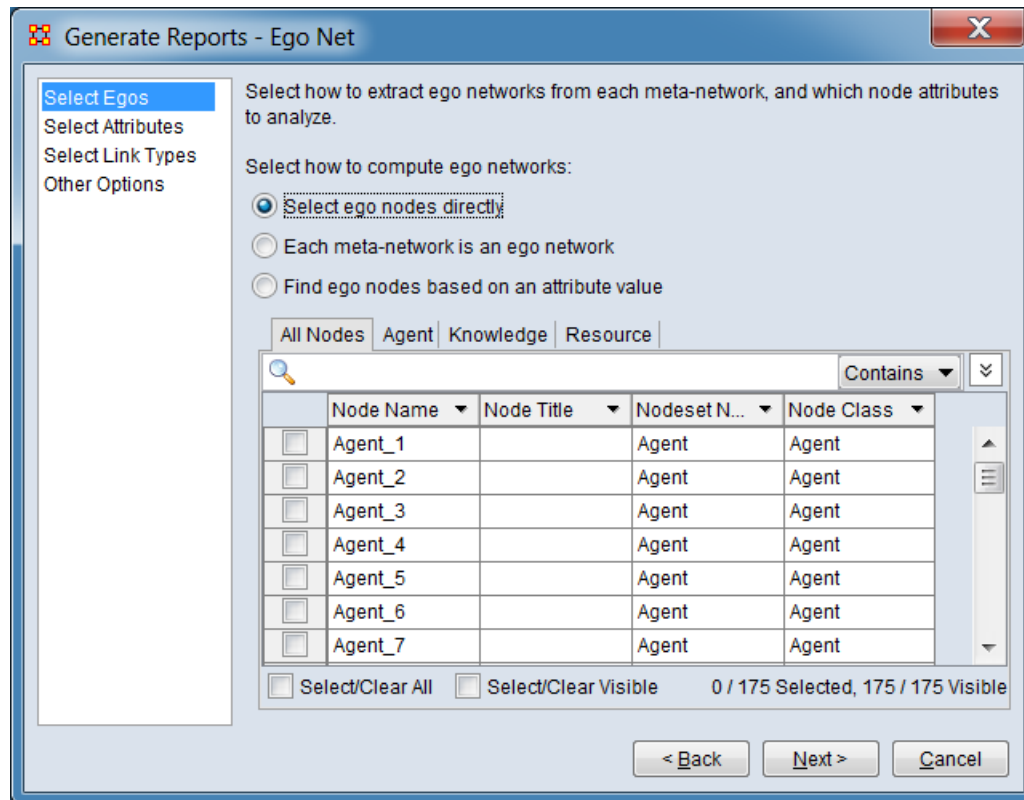 Generate Reports - Ego Net
Select Egos
Select Attributes
Select Link Types
Other Options
Select how to extract ego networks from each meta-network, and which node attributes
to analyze.
Select how to compute ego networks:
Select ego nodes directly
Each meta-network is an ego network
Find ego nodes based on an attribute value
All Nodes Agent Knowledge Resource
Contains
Node Name Node Title Nodeset N... Node Class
Agent_1 Agent Agent
Agent_2 Agent Agent
Agent_3 Agent Agent
Agent_4 Agent Agent
Agent_5 Agent Agent
Agent_6 Agent Agent
Agent_7 Agent Agent
Select/Clear All Select/Clear Visible 0 / 175 Selected, 175 / 175 Visible
< Back Next > Cancel